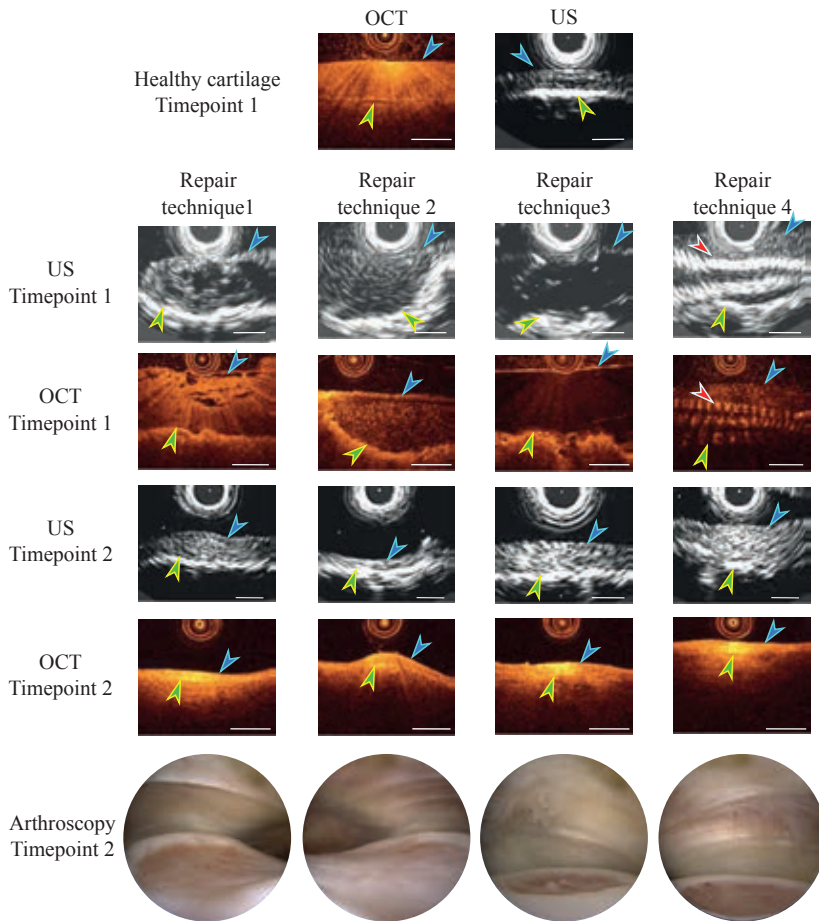 OCT
US
Healthy cartilage
Timepoint 1
Repair
technique1
Repair
technique 2
Repair
technique3
Repair
technique 4
US
Timepoint 1
OCT
Timepoint 1
US
Timepoint 2
OCT
Timepoint 2
Arthroscopy
Timepoint 2